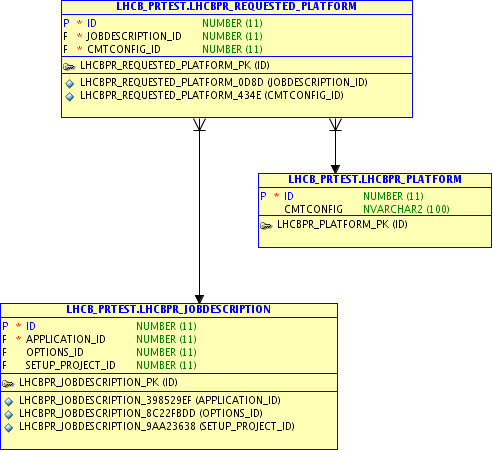 LHCB_PRTEST.LHCBPR_REQUESTED_PLATFORM
P * ID NUMBER (11)
F * JOBDESCRIPTION_ID NUMBER (11)
F * CMTCONFIG_ID NUMBER (11)
LHCBPR_REQUESTED_PLATFORM_PK (ID)
LHCBPR_REQUESTED_PLATFORM_0D8D (JOBDESCRIPTION_ID)
LHCBPR_REQUESTED_PLATFORM_434E (CMTCONFIG_ID)
LHCB_PRTEST.LHCBPR_PLATFORM
P * ID NUMBER (11)
CMTCONFIG NVARCHAR2 (100)
LHCBPR_PLATFORM_PK (ID)
LHCB_PRTEST.LHCBPR_JOBDESCRIPTION
P * ID NUMBER (11)
F * APPLICATION_ID NUMBER (11)
F OPTIONS_ID NUMBER (11)
F SETUP_PROJECT_ID NUMBER (11)
LHCBPR_JOBDESCRIPTION_PK (ID)
LHCBPR_JOBDESCRIPTION_398529EF (APPLICATION_ID)
LHCBPR_JOBDESCRIPTION_8C22FBDD (OPTIONS_ID)
LHCBPR_JOBDESCRIPTION_9AA23638 (SETUP_PROJECT_ID)